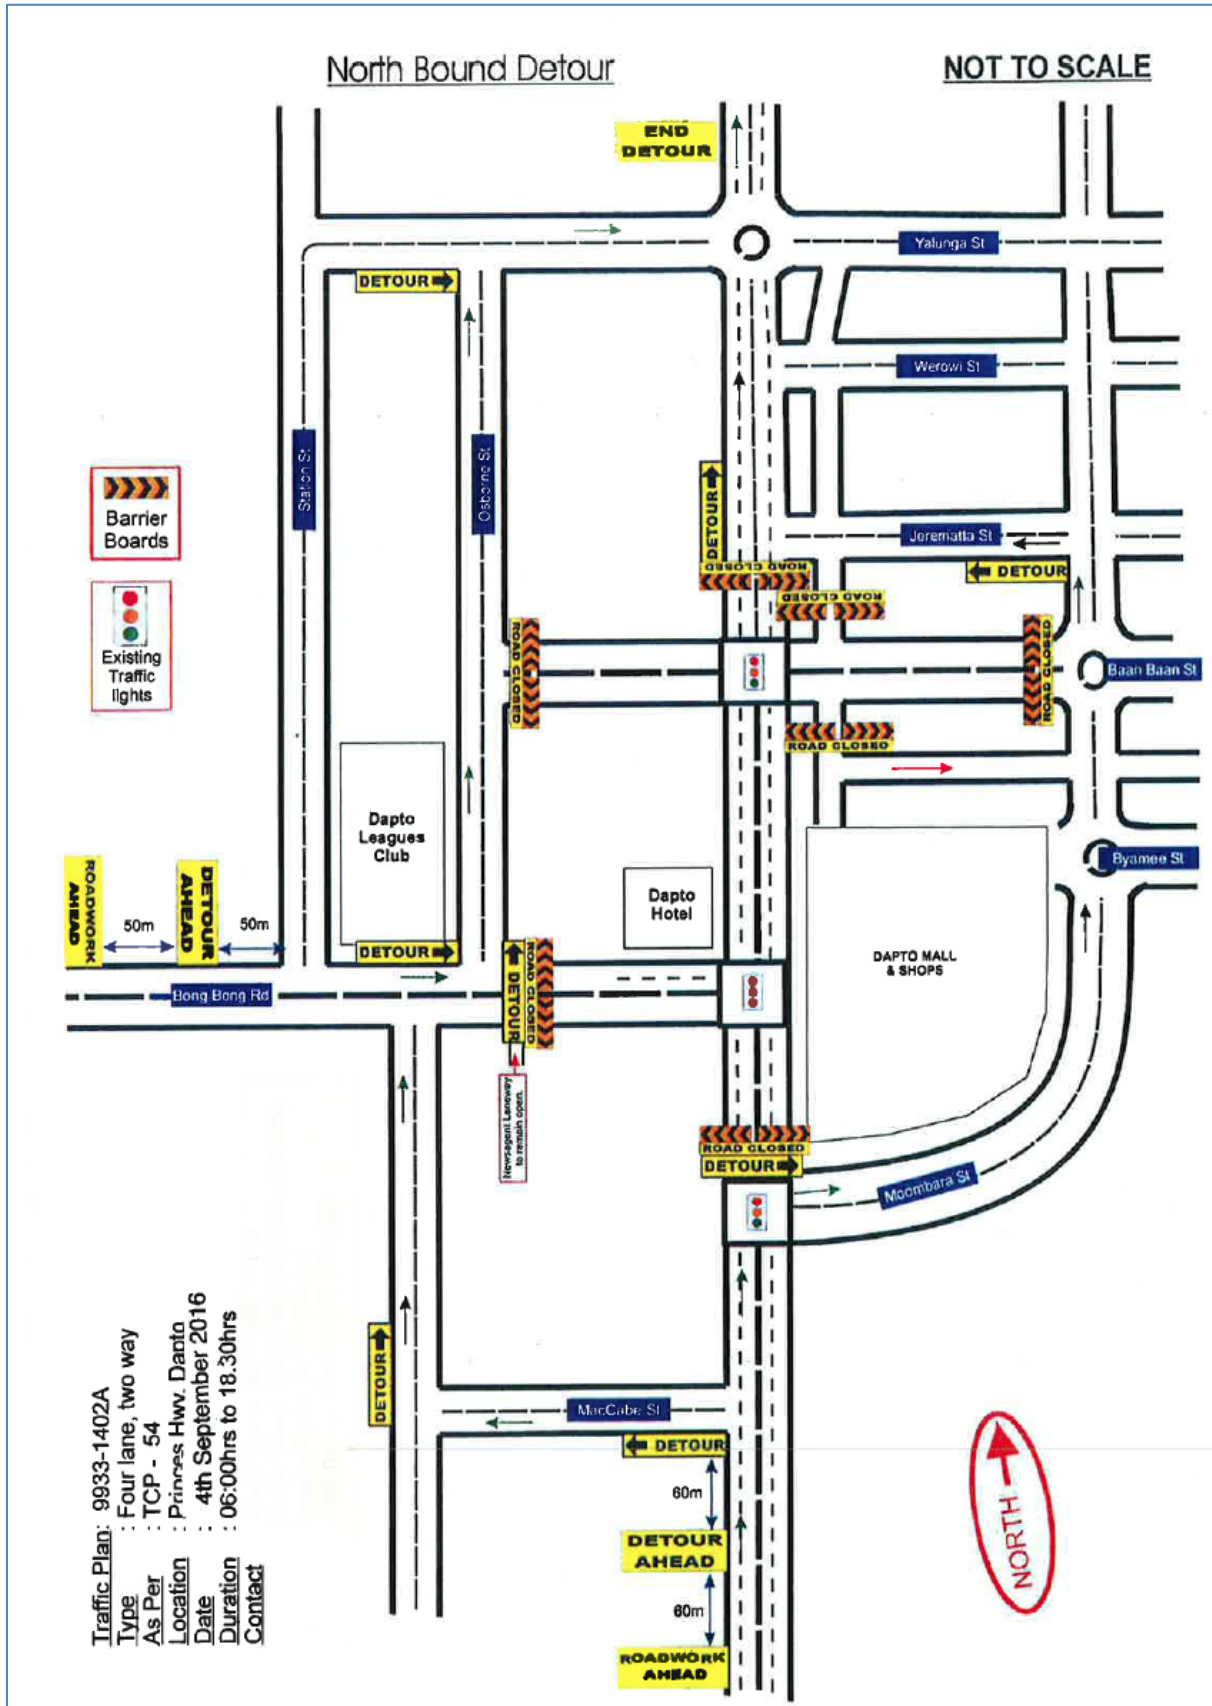 North Bound Detour
NOT TO SCALE
END
DETOUR
Yalunga St
DETOUR
Werowi St
Station St
Osborne St
DETOUR
Jerematta St
Barrier
Boards
ROAD CLOSED
DETOUR
ROAD CLOSED
Existing
Traffic
lights
ROAD CLOSED
ROAD CLOSED
Baan Baan St
ROAD CLOSED
Dapto
Leagues
Club
Byamee St
ROADWORK
AHEAD
50m
DETOUR
AHEAD
50m
Dapto
Hotel
DETOUR
DETOUR
ROAD CLOSED
DAPTO MALL
& SHOPS
Bong Bong Rd
Newsagent Laneway
to remain open.
ROAD CLOSED
DETOUR
Moombara St
DETOUR
MacCabe St
DETOUR
60m
DETOUR
AHEAD
60m
ROADWORK
AHEAD
NORTH
Traffic Plan: 9933-1402A
Type : Four lane, two way
As Per : TCP - 54
Location : Princes Hwy. Dapto
Date : 4th September 2016
Duration : 06:00hrs to 18.30hrs
Contact